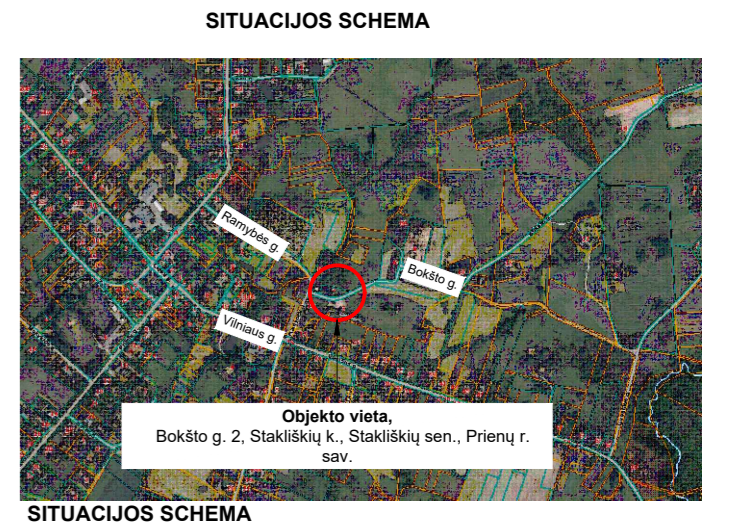 SITUACIJOS SCHEMA
Ramybės g.
Bokšto g.
Vilniaus g.
Objekto vieta,
Bokšto g. 2, Stakliškių k., Stakliškių sen., Prienų r.
sav.
SITUACIJOS SCHEMA